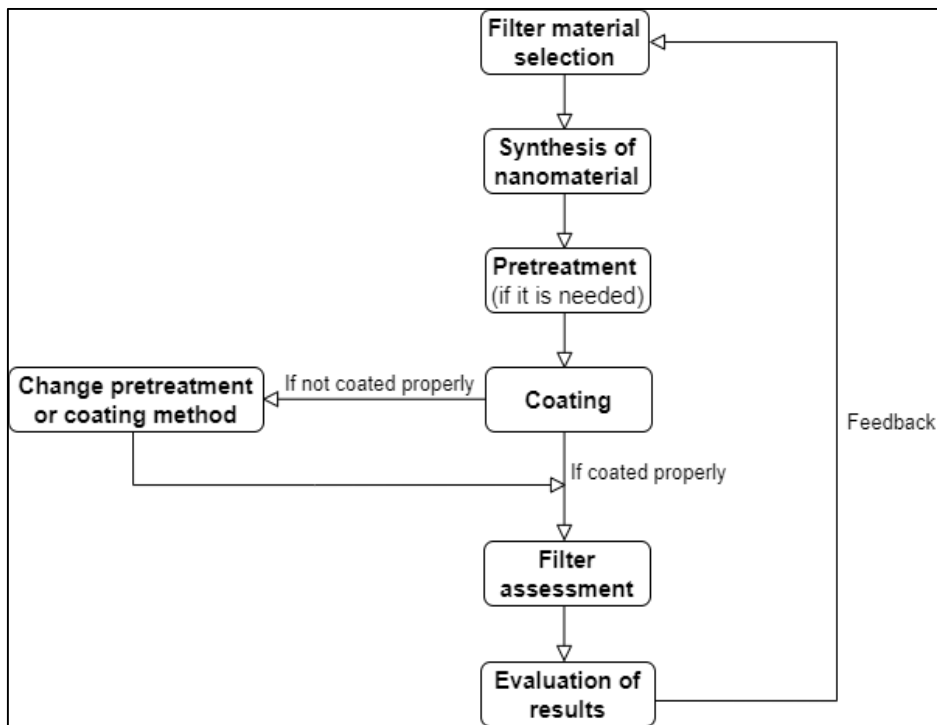 Filter material
selection
Synthesis of
nanomaterial
Pretreatment
(if it is needed)
Change pretreatment
or coating method
If not coated properly
Coating
Feedback
If coated properly
Filter
assessment
Evaluation of
results